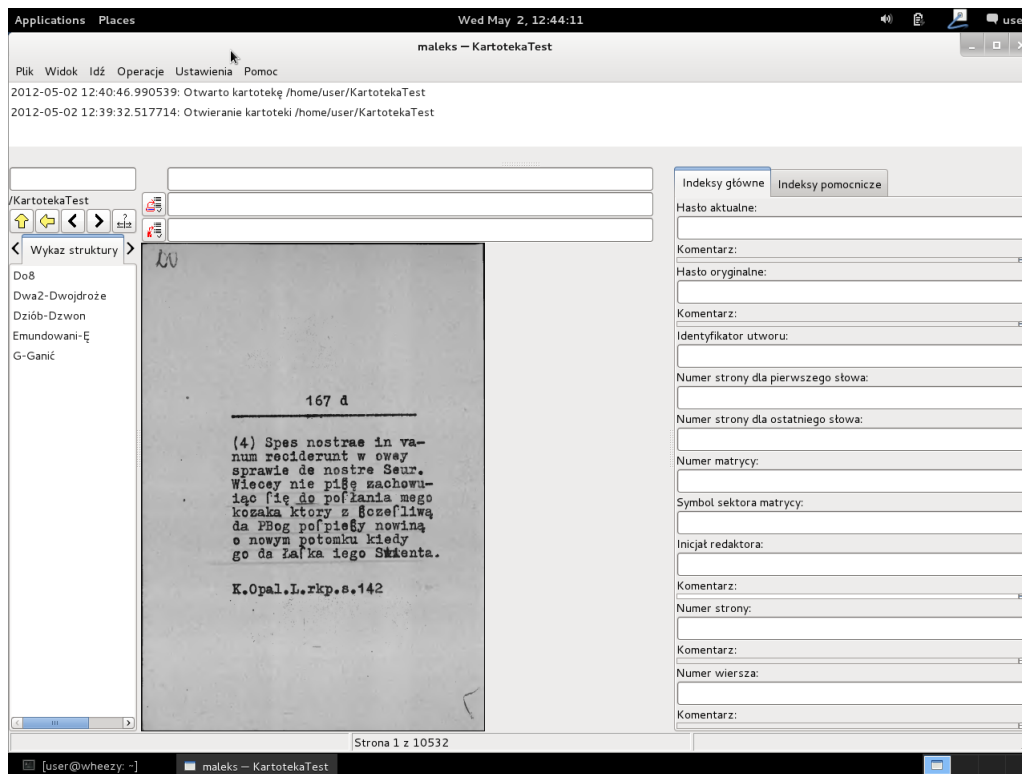 Applications Places
Wed May 2, 12:44:11
use
maleks — KartotekaTest
Plik Widok Idź Operacje Ustawienia Pomoc
2012-05-02 12:40:46.990539: Otwarto kartotekę /home/user/KartotekaTest
2012-05-02 12:39:32.517714: Otwieranie kartoteki /home/user/KartotekaTest
/KartotekaTest
Wykaz struktury
Do8
Dwa2-Dwojdroże
Dziób-Dzwon
Emundowani-Ę
G-Ganić
167 d
(4) Spes nostrae in va-
num reciderunt w owey
sprawie de nostre Seur.
Wiecey nie pißę zachowu-
iąc ſię do poſłania mego
kozaka ktory z ßczeſliwą
da PBog poſpießy nowiną
o nowym potomku kiedy
go da Łaſka iego
K.Opal.L.rkp.s.142
Indeksy główne Indeksy pomocnicze
Hasło aktualne:
Komentarz:
Hasło oryginalne:
Komentarz:
Identyfikator utworu:
Numer strony dla pierwszego słowa:
Numer strony dla ostatniego słowa:
Numer matrycy:
Symbol sektora matrycy:
Inicjał redaktora:
Komentarz:
Numer strony:
Komentarz:
Numer wiersza:
Komentarz:
Strona 1 z 10532
[user@wheezy: ~]
maleks — KartotekaTest